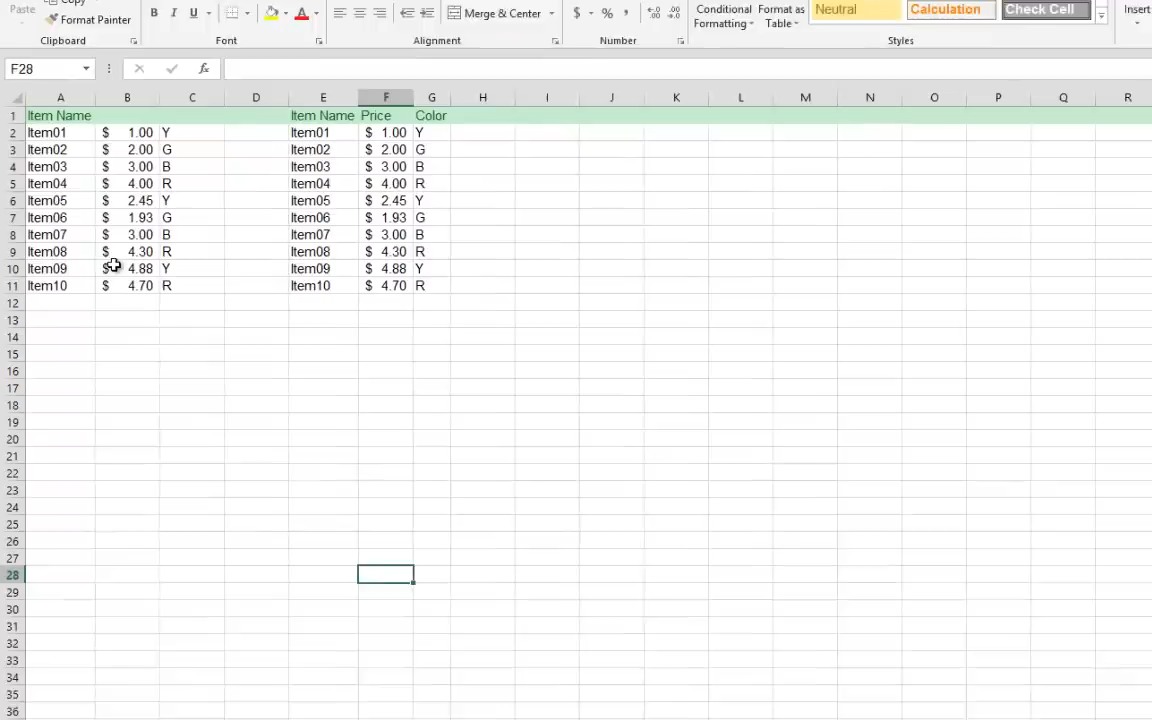 Paste Copy Format Painter B I U A Merge & Center $ % , Conditional Formatting Format as Table Neutral Calculation Check Cell Insert
Clipboard Font Alignment Number Styles
F28 fx
A B C D E F G H I J K L M N O P Q R
1 Item Name Item Name Price Color
2 Item01 $ 1.00 Y Item01 $ 1.00 Y
3 Item02 $ 2.00 G Item02 $ 2.00 G
4 Item03 $ 3.00 B Item03 $ 3.00 B
5 Item04 $ 4.00 R Item04 $ 4.00 R
6 Item05 $ 2.45 Y Item05 $ 2.45 Y
7 Item06 $ 1.93 G Item06 $ 1.93 G
8 Item07 $ 3.00 B Item07 $ 3.00 B
9 Item08 $ 4.30 R Item08 $ 4.30 R
10 Item09 $ 4.88 Y Item09 $ 4.88 Y
11 Item10 $ 4.70 R Item10 $ 4.70 R
12
13
14
15
16
17
18
19
20
21
22
23
24
25
26
27
28
29
30
31
32
33
34
35
36